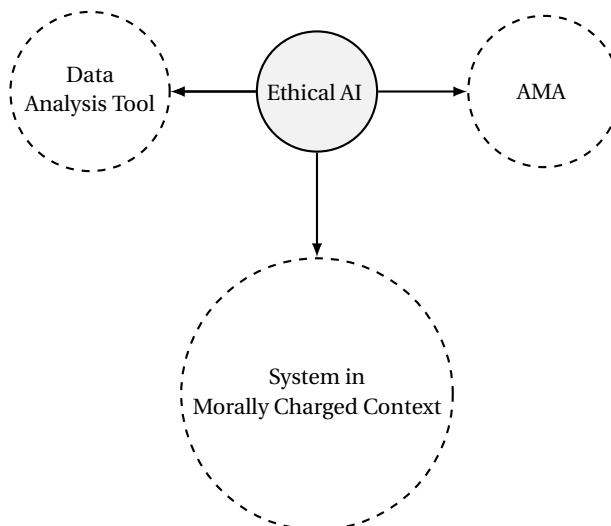 Data
Analysis Tool
Ethical AI
AMA
System in
Morally Charged Context